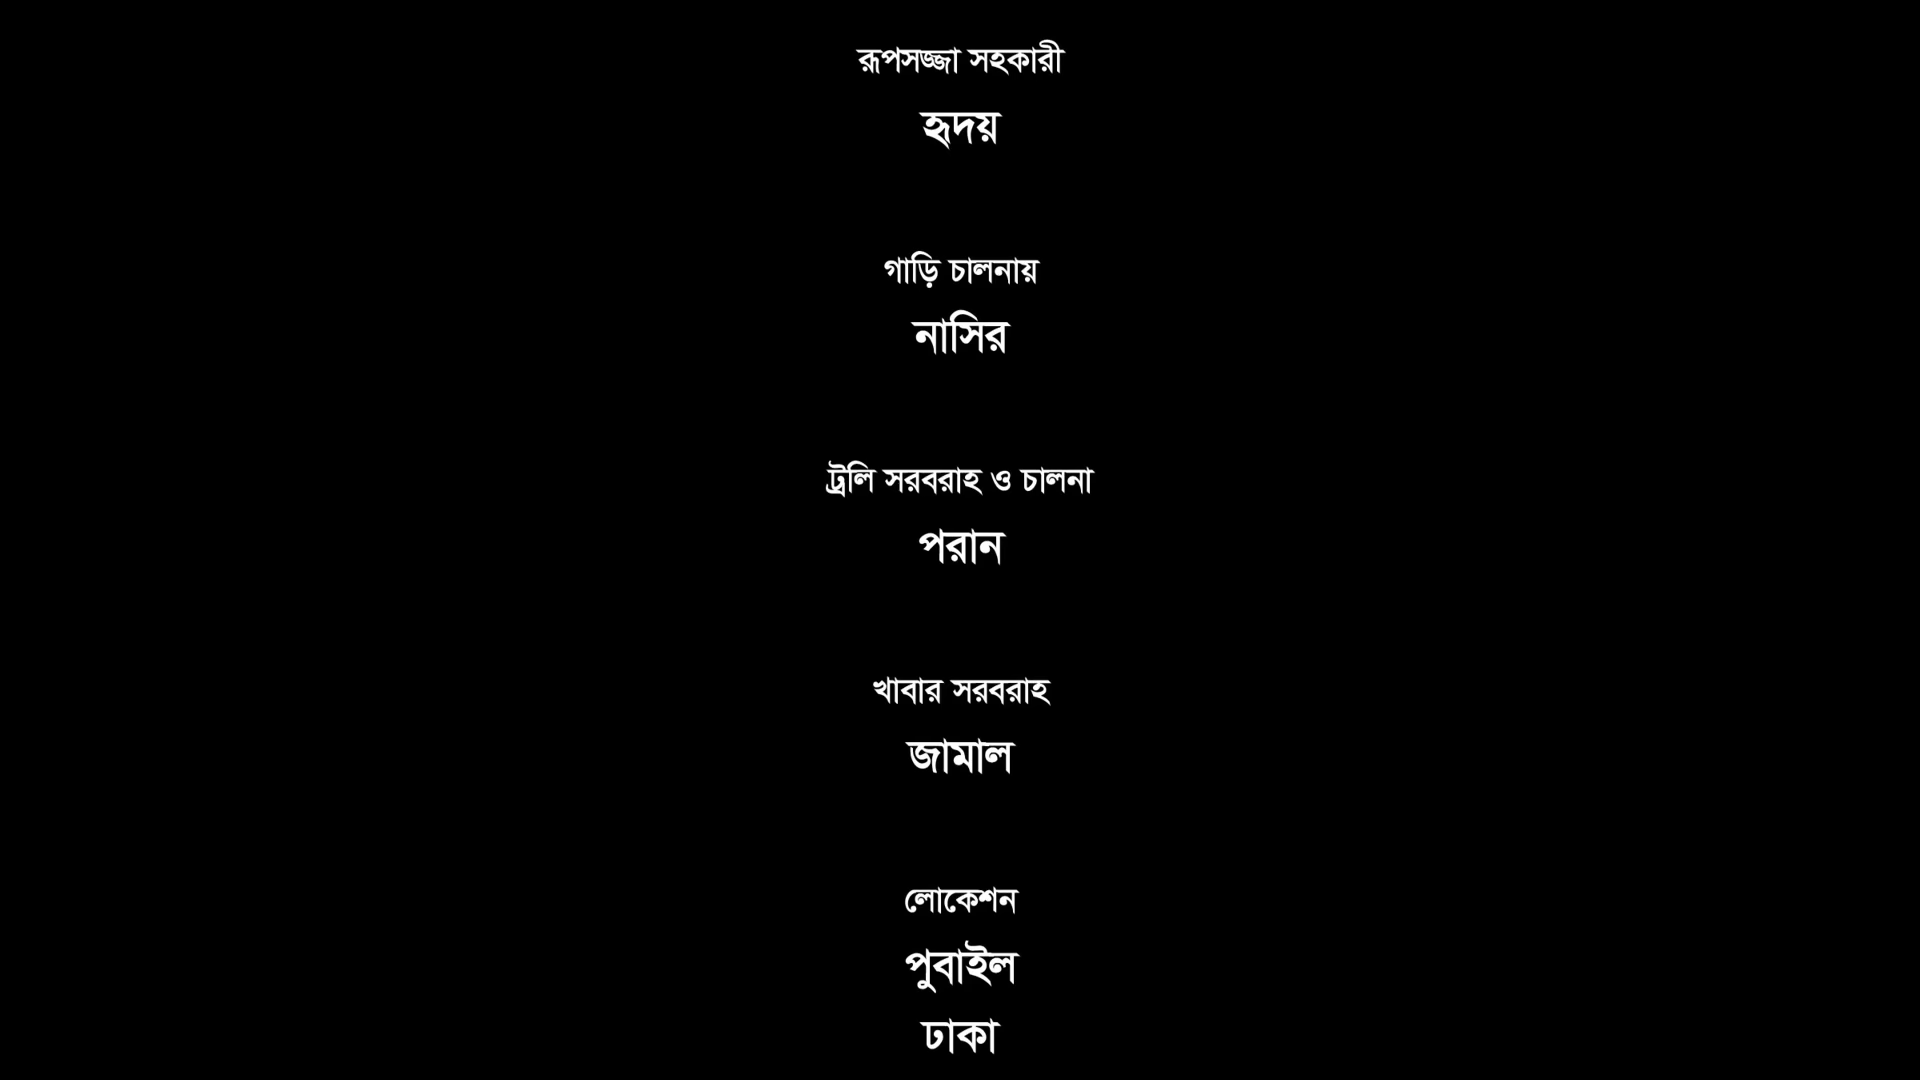 রূপসজ্জা সহকারী
হৃদয়
গাড়ি চালনায়
নাসির
ট্রলি সরবরাহ ও চালনা
পরান
খাবার সরবরাহ
জামাল
লোকেশন
পুবাইল
ঢাকা